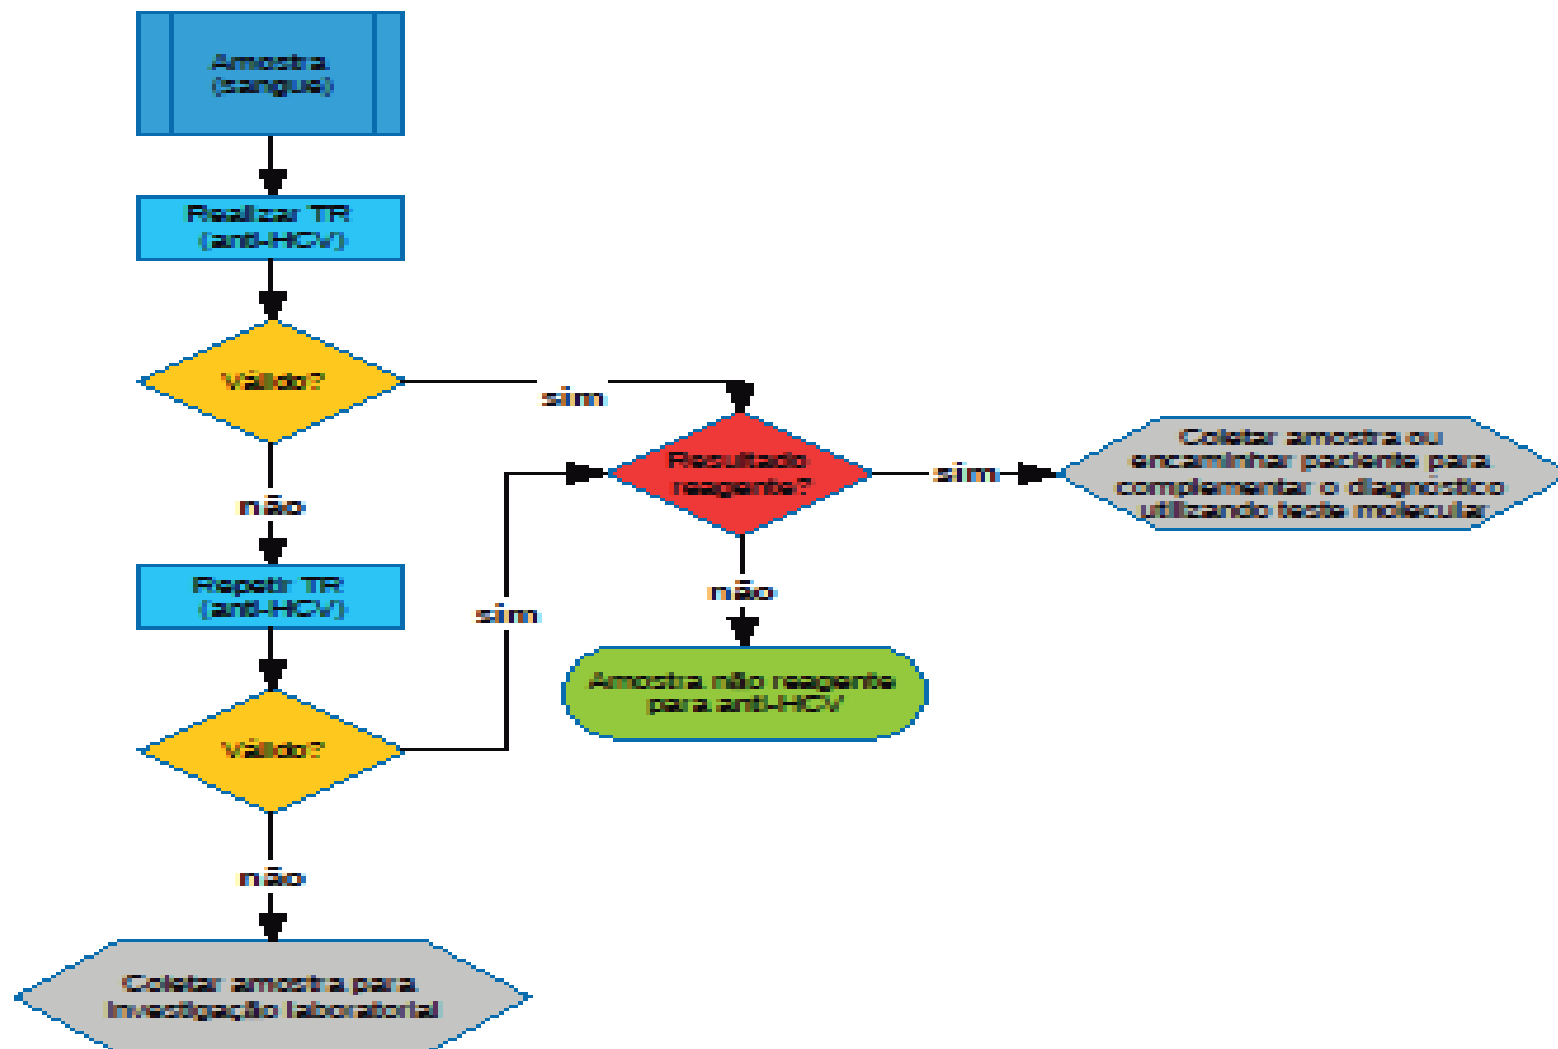 Amostra
(sangue)
Realizar TR
(anti-HCV)
Válido?
sim
não
Resultado
reagente?
sim
Coletar amostra ou
encaminhar paciente para
complementar o diagnóstico
utilizando teste molecular
não
Amostra não reagente
para anti-HCV
Repetir TR
(anti-HCV)
sim
Válido?
não
Coletar amostra para
investigação laboratorial